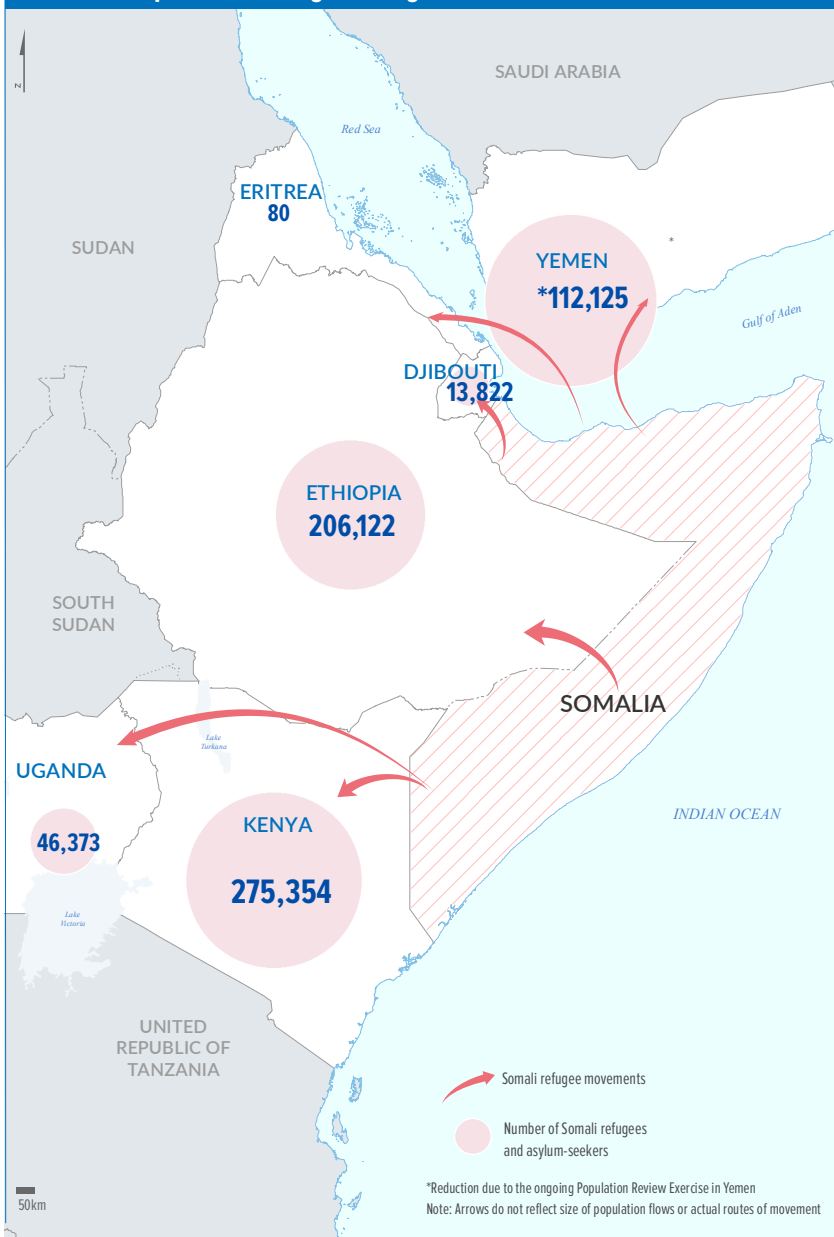 N
SAUDI ARABIA
Red Sea
ERITREA
80
SUDAN
YEMEN
*
*112,125
Gulf of Aden
DJIBOUTI
13,822
ETHIOPIA
206,122
SOUTH
SUDAN
SOMALIA
Lake
Turkana
UGANDA
INDIAN OCEAN
KENYA
46,373
275,354
Lake
Victoria
UNITED
REPUBLIC OF
TANZANIA
Somali refugee movements
Number of Somali refugees
and asylum-seekers
*Reduction due to the ongoing Population Review Exercise in Yemen
50km
Note: Arrows do not reflect size of population flows or actual routes of movement